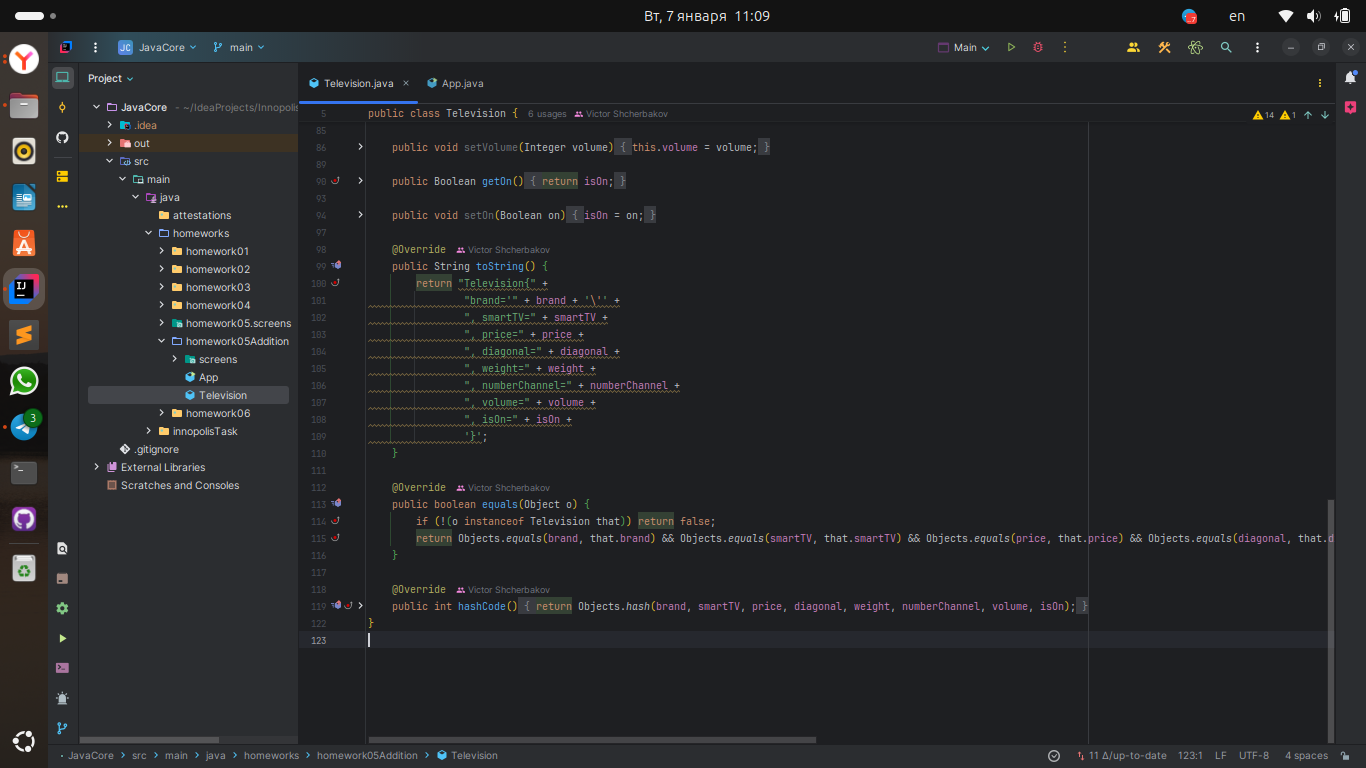 Вт, 7 января 11:09
en
JC JavaCore main Main
Project
Television.java
App.java
JavaCore - ~/IdeaProjects/Innopolis
.idea
out
src
main
java
attestations
homeworks
homework01
homework02
homework03
homework04
homework05.screens
homework05Addition
screens
App
Television
homework06
innopolisTask
.gitignore
External Libraries
Scratches and Consoles
3
5 public class Television { 6 usages Victor Shcherbakov
14 1
85
86 public void setVolume(Integer volume) { this.volume = volume; }
89
90 public Boolean getOn() { return isOn; }
93
94 public void setOn(Boolean on) { isOn = on; }
97
98 @Override Victor Shcherbakov
99 public String toString() {
100 return "Television{" +
101 "brand='" + brand + '\'' +
102 ", smartTV=" + smartTV +
103 ", price=" + price +
104 ", diagonal=" + diagonal +
105 ", weight=" + weight +
106 ", numberChannel=" + numberChannel +
107 ", volume=" + volume +
108 ", isOn=" + isOn +
109 '}';
110 }
111
112 @Override Victor Shcherbakov
113 public boolean equals(Object o) {
114 if (!(o instanceof Television that)) return false;
115 return Objects.equals(brand, that.brand) && Objects.equals(smartTV, that.smartTV) && Objects.equals(price, that.price) && Objects.equals(diagonal, that.d
116 }
117
118 @Override Victor Shcherbakov
119 public int hashCode() { return Objects.hash(brand, smartTV, price, diagonal, weight, numberChannel, volume, isOn); }
122 }
123
JavaCore > src > main > java > homeworks > homework05Addition > Television
11 Δ/up-to-date 123:1 LF UTF-8 4 spaces